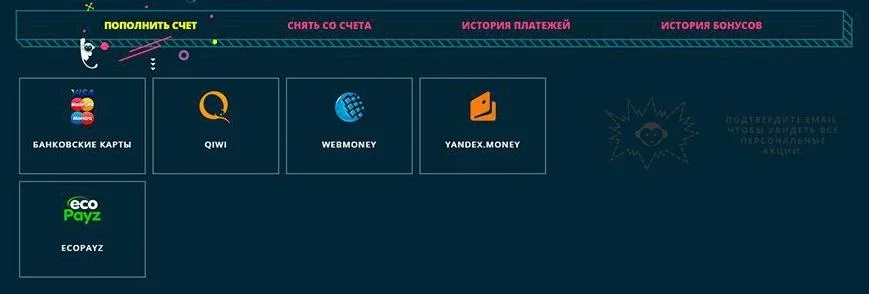 ПОПОЛНИТЬ СЧЕТ СНЯТЬ СО СЧЕТА ИСТОРИЯ ПЛАТЕЖЕЙ ИСТОРИЯ БОНУСОВ
VISA
MasterCard
Maestro
БАНКОВСКИЕ КАРТЫ QIWI WEBMONEY YANDEX.MONEY
ПОДТВЕРДИТЕ EMAIL,
ЧТОБЫ УВИДЕТЬ ВСЕ
ПЕРСОНАЛЬНЫЕ
АКЦИИ.
eco
Payz
ECOPAYZ